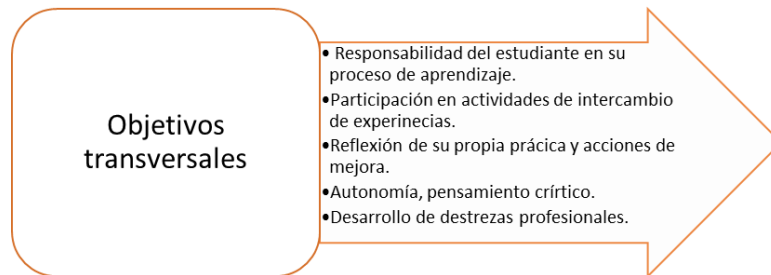 Objetivos
transversales
• Responsabilidad del estudiante en su
proceso de aprendizaje.
•Participación en actividades de intercambio
de experinecias.
•Reflexión de su propia prácica y acciones de
mejora.
•Autonomía, pensamiento crírtico.
•Desarrollo de destrezas profesionales.